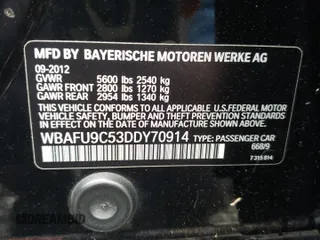 MFD BY BAYERISCHE MOTOREN WERKE AG
09-2012
GVWR 5600 lbs 2540 kg
GAWR FRONT 2800 lbs 1270 kg
GAWR REAR 2954 lbs 1340 kg
THIS VEHICLE CONFORMS TO ALL APPLICABLE U.S. FEDERAL MOTOR
VEHICLE SAFETY, BUMPER AND THEFT PREVENTION STANDARDS
IN EFFECT ON THE DATE OF MANUFACTURE SHOWN ABOVE.
WBAFU9C53DDY70914 TYPE: PASSENGER CAR
668/9
7 315 614
DREAMBID